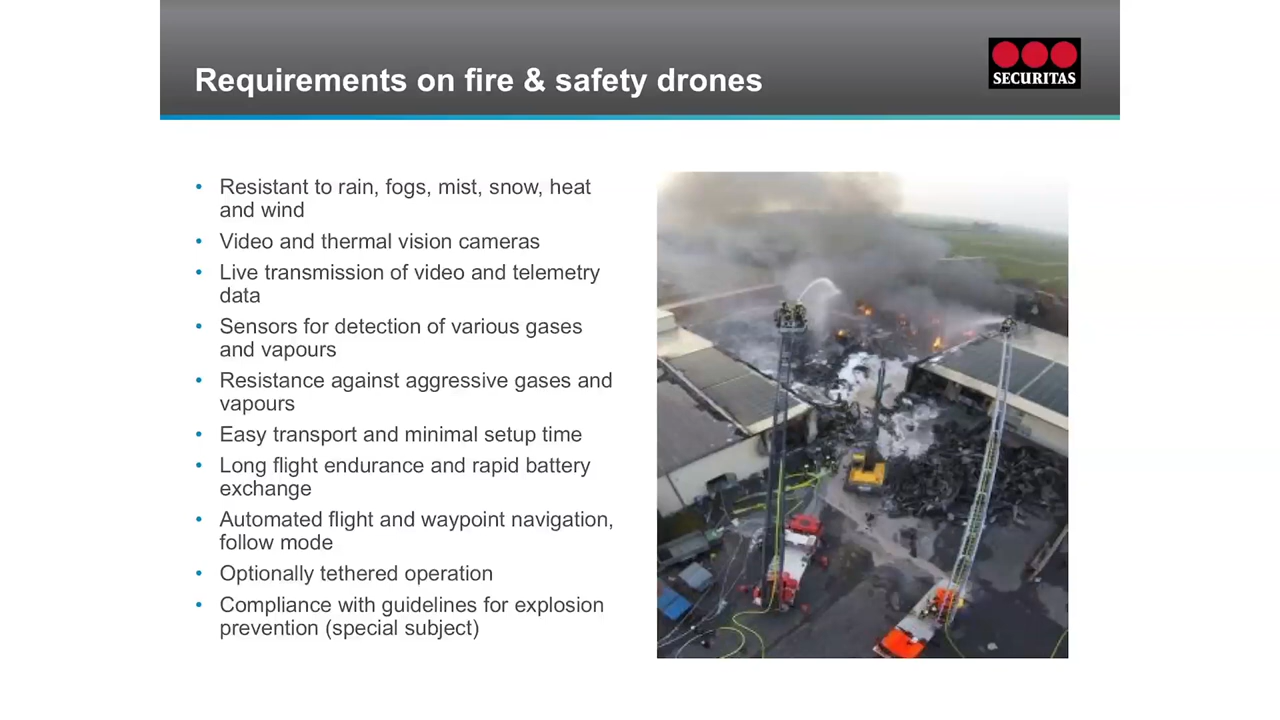 Requirements on fire & safety drones
SECURITAS
• Resistant to rain, fogs, mist, snow, heat
and wind
• Video and thermal vision cameras
• Live transmission of video and telemetry
data
• Sensors for detection of various gases
and vapours
• Resistance against aggressive gases and
vapours
• Easy transport and minimal setup time
• Long flight endurance and rapid battery
exchange
• Automated flight and waypoint navigation,
follow mode
• Optionally tethered operation
• Compliance with guidelines for explosion
prevention (special subject)